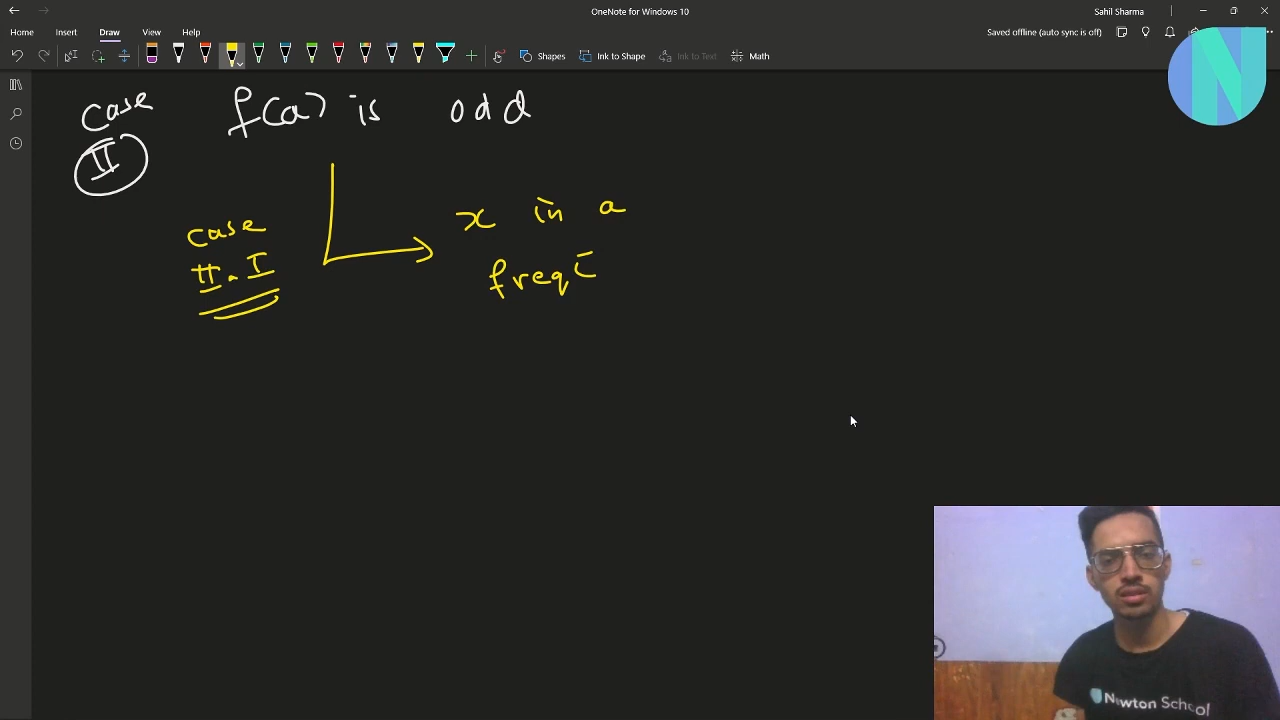 OneNote for Windows 10
Sahil Sharma
Home Insert Draw View Help
Saved offline (auto sync is off)
Shapes Ink to Shape Ink to Text Math
case f(a) is odd
II
x in a
case
II. I
freq
Newton School